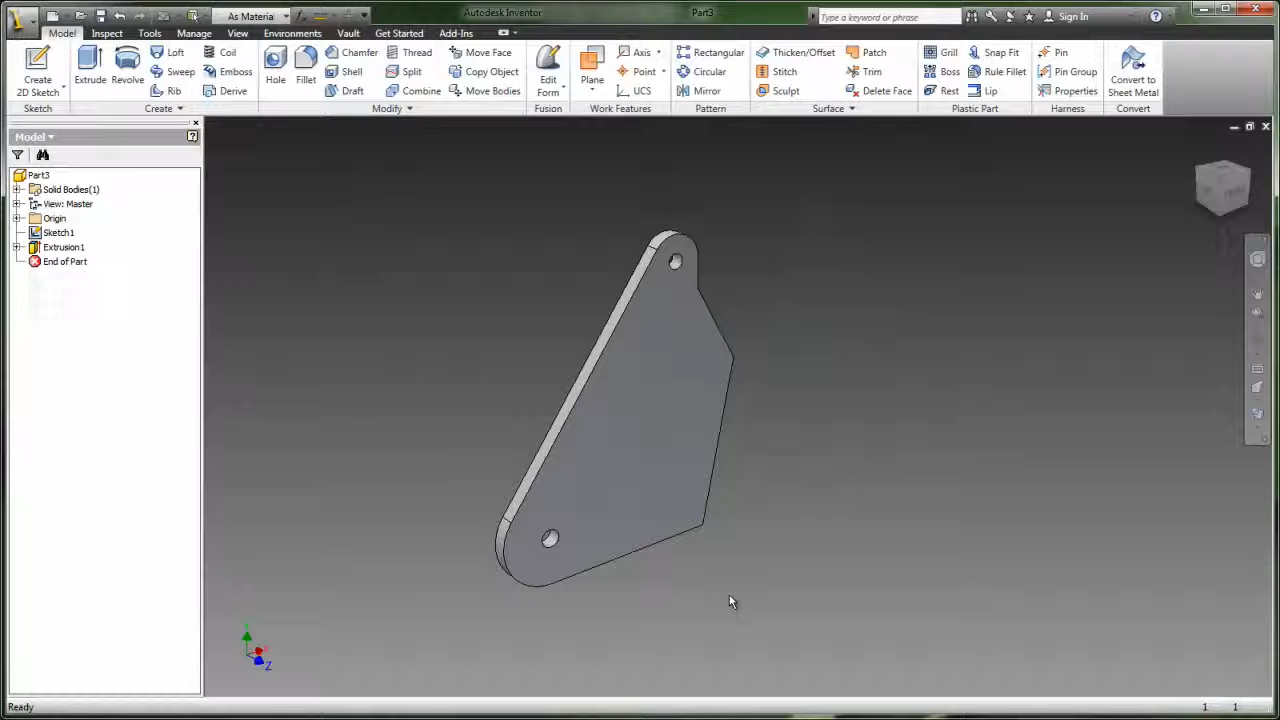 As Material Autodesk Inventor Part3 Type a keyword or phrase Sign In
Model Inspect Tools Manage View Environments Vault Get Started Add-Ins
Create 2D Sketch Extrude Revolve Loft Sweep Rib Coil Emboss Derive Hole Fillet Chamfer Shell Draft Thread Split Combine Move Face Copy Object Move Bodies Edit Form Plane Axis Point UCS Rectangular Circular Mirror Thicken/Offset Stitch Sculpt Patch Trim Delete Face Grill Boss Rest Snap Fit Rule Fillet Lip Pin Pin Group Properties Convert to Sheet Metal
Sketch Create Modify Fusion Work Features Pattern Surface Plastic Part Harness Convert
Model
Part3
Solid Bodies(1)
View: Master
Origin
Sketch1
Extrusion1
End of Part
Z
Ready 1 1